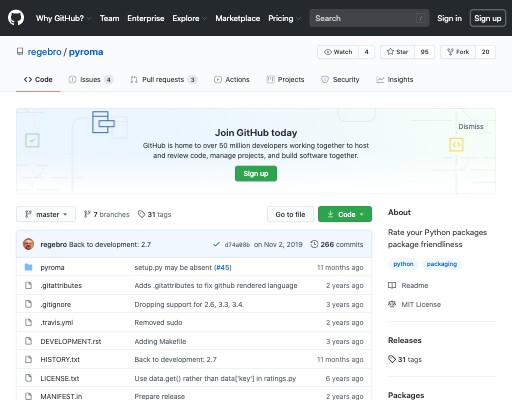 Why GitHub? Team Enterprise Explore Marketplace Pricing Search / Sign in Sign up
regebro / pyroma Watch 4 Star 95 Fork 20
Code Issues 4 Pull requests 3 Actions Projects Security Insights
Join GitHub today
Dismiss
GitHub is home to over 50 million developers working together to host
and review code, manage projects, and build software together.
Sign up
master 7 branches 31 tags Go to file Code
regebro Back to development: 2.7 d74a08b on Nov 2, 2019 266 commits
pyroma setup.py may be absent (#45) 11 months ago
.gitattributes Adds .gitattributes to fix github rendered language 2 years ago
.gitignore Dropping support for 2.6, 3.3, 3.4. 3 years ago
.travis.yml Removed sudo 2 years ago
DEVELOPMENT.rst Adding Makefile 3 years ago
HISTORY.txt Back to development: 2.7 11 months ago
LICENSE.txt Use data.get() rather than data['key'] in ratings.py 6 years ago
MANIFEST.in Prepare release 2 years ago
About
Rate your Python packages
package friendliness
python packaging
Readme
MIT License
Releases
31 tags
Packages